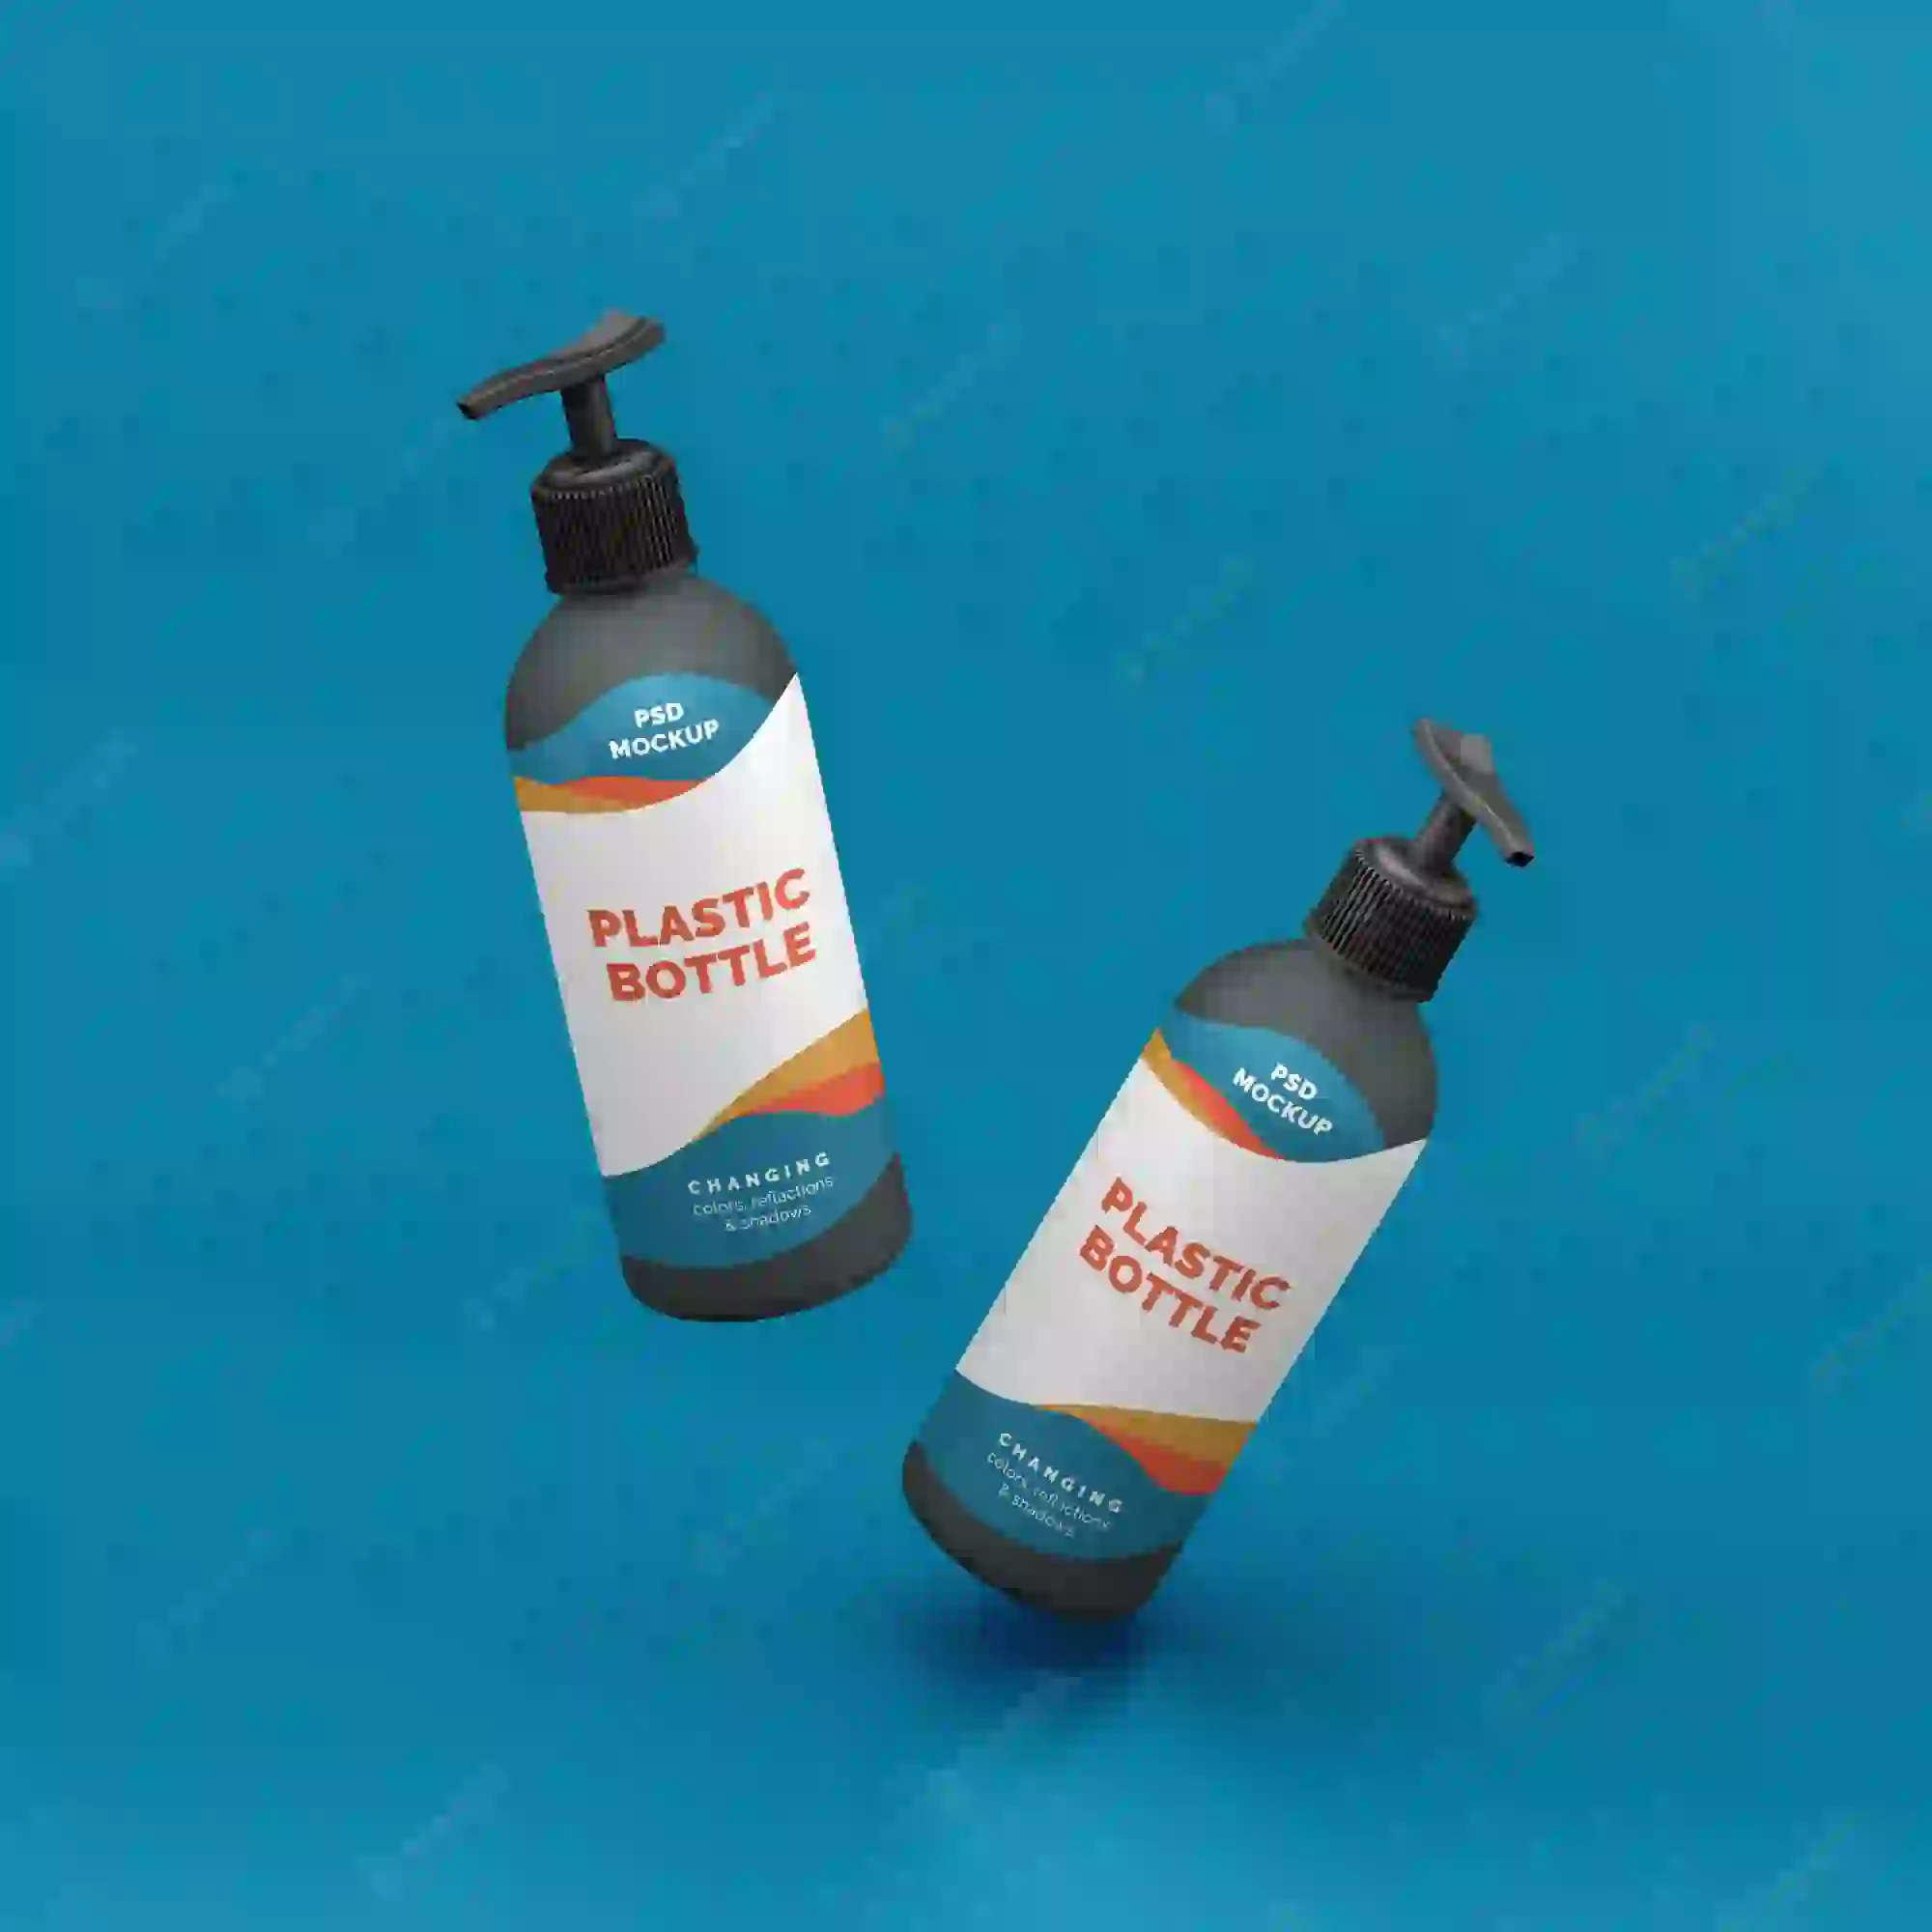 PSD
MOCKUP
PLASTIC
BOTTLE
CHANGING
colors, reflections
& shadows
PSD
MOCKUP
PLASTIC
BOTTLE
CHANGING
colors, reflections
& shadows